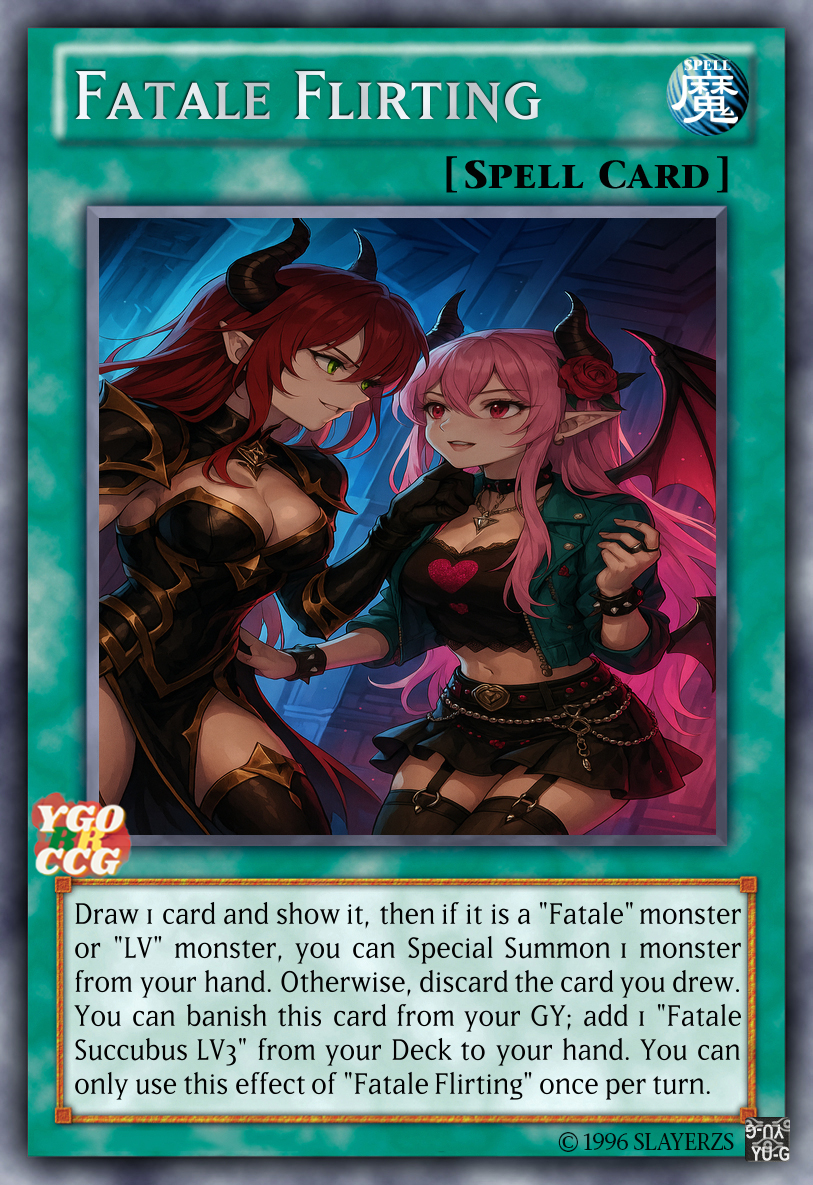 Fatale Flirting
SPELL
魔
[Spell Card]
YGO
BR
CCG
Draw 1 card and show it, then if it is a "Fatale" monster
or "LV" monster, you can Special Summon 1 monster
from your hand. Otherwise, discard the card you drew.
You can banish this card from your GY; add 1 "Fatale
Succubus LV3" from your Deck to your hand. You can
only use this effect of "Fatale Flirting" once per turn.
© 1996 SLAYERZS
YU-G
YU-G